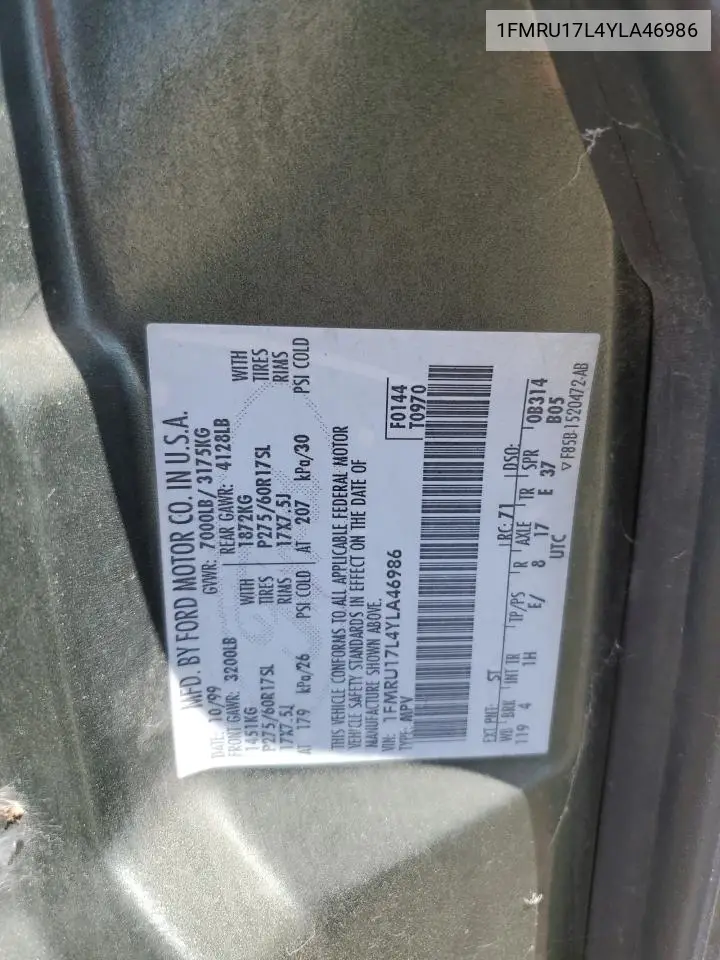 1FMRU17L4YLA46986
MFD. BY FORD MOTOR CO. IN U.S.A.
DATE: 10/99 GVWR: 7000LB/ 3175KG
FRONT GAWR: 3200LB REAR GAWR: 4128LB
1451KG WITH 1872KG WITH
P275/60R17SL TIRES P275/60R17SL TIRES
17X7.5J RIMS 17X7.5J RIMS
AT 179 kPa/26 PSI COLD AT 207 kPa/30 PSI COLD
THIS VEHICLE CONFORMS TO ALL APPLICABLE FEDERAL MOTOR
VEHICLE SAFETY STANDARDS IN EFFECT ON THE DATE OF
MANUFACTURE SHOWN ABOVE.
VIN: 1FMRU17L4YLA46986 F0144
TYPE: MPV T0970
EXT PNT: ST RC: 71 DSO:
WB BRK INT TR TP/PS R AXLE TR SPR 0B314
119 4 1H E/ 8 17 E 37 B05
UTC ▽F85B-1520472-AB